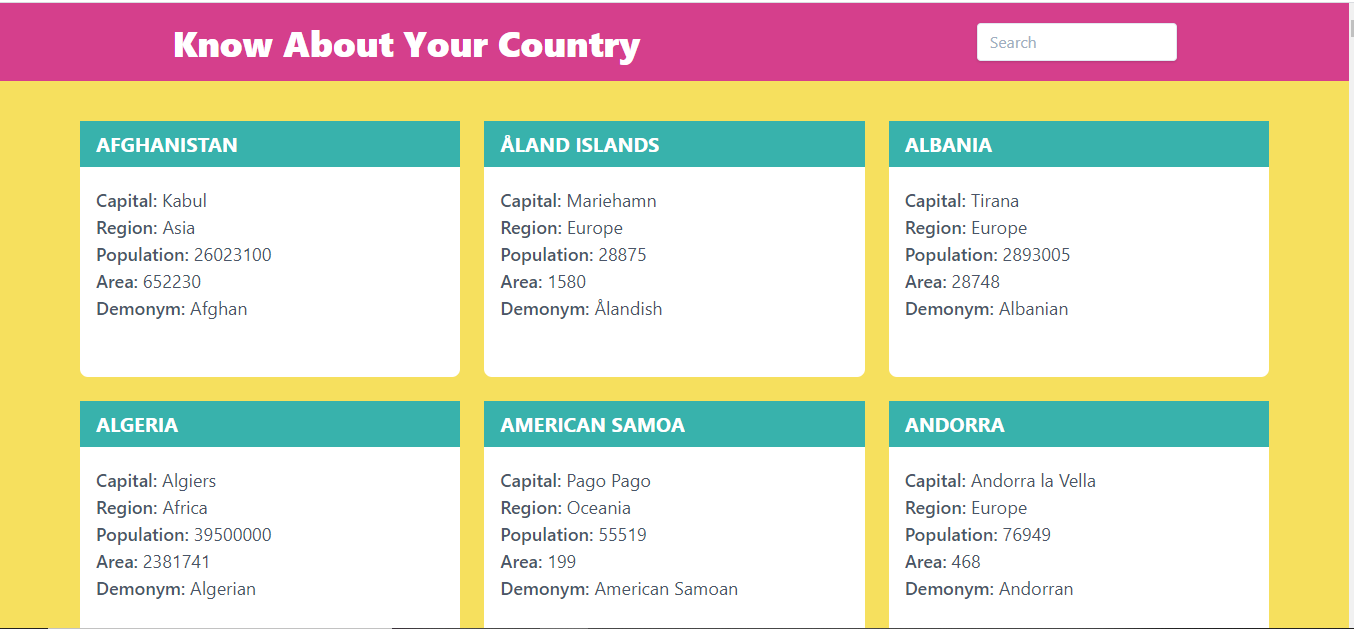 Know About Your Country
Search
AFGHANISTAN
Capital: Kabul
Region: Asia
Population: 26023100
Area: 652230
Demonym: Afghan
ÅLAND ISLANDS
Capital: Mariehamn
Region: Europe
Population: 28875
Area: 1580
Demonym: Ålandish
ALBANIA
Capital: Tirana
Region: Europe
Population: 2893005
Area: 28748
Demonym: Albanian
ALGERIA
Capital: Algiers
Region: Africa
Population: 39500000
Area: 2381741
Demonym: Algerian
AMERICAN SAMOA
Capital: Pago Pago
Region: Oceania
Population: 55519
Area: 199
Demonym: American Samoan
ANDORRA
Capital: Andorra la Vella
Region: Europe
Population: 76949
Area: 468
Demonym: Andorran